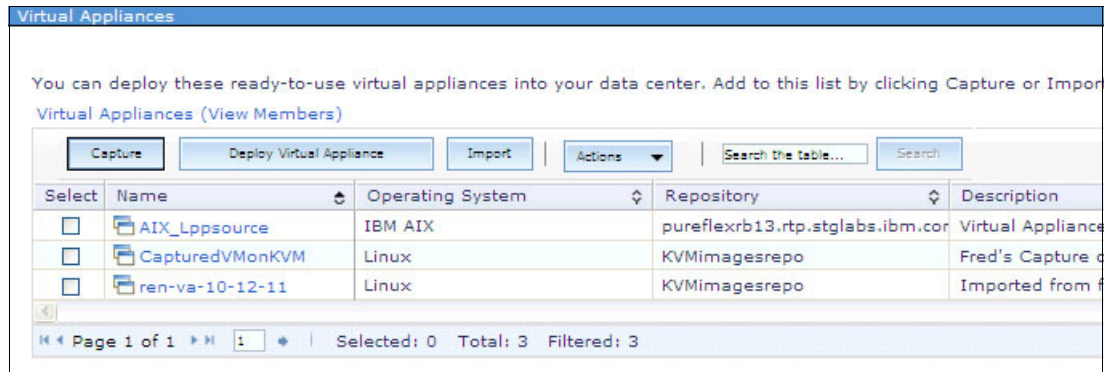 Virtual Appliances
You can deploy these ready-to-use virtual appliances into your data center. Add to this list by clicking Capture or Impor
Virtual Appliances (View Members)
Capture Deploy Virtual Appliance Import | Actions | Search the table... Search
Select Name Operating System Repository Description
AIX_Lppsource IBM AIX pureflexrb13.rtp.stglabs.ibm.cor Virtual Appliance
CapturedVMonKVM Linux KVMimagesrepo Fred's Capture o
ren-va-10-12-11 Linux KVMimagesrepo Imported from f
Page 1 of 1 1 | Selected: 0 Total: 3 Filtered: 3